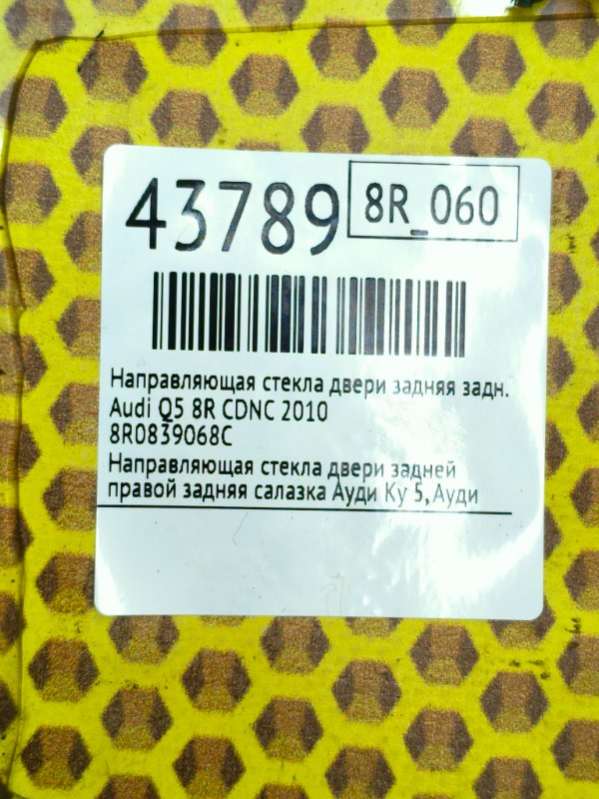 43789
8R_060
Направляющая стекла двери задняя задн.
Audi Q5 8R CDNC 2010
8R0839068C
Направляющая стекла двери задней
правой задняя салазка Ауди Ку 5, Ауди